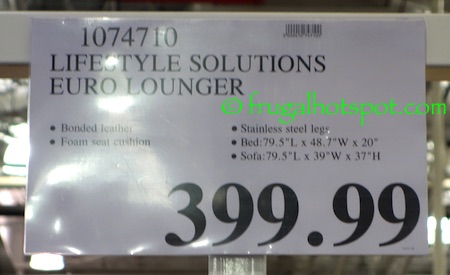 1074710
LIFESTYLE SOLUTIONS
EURO LOUNGER
© frugalhotspot.com
• Bonded leather
• Foam seat cushion
• Stainless steel legs
• Bed:79.5"L x 48.7"W x 20"
• Sofa:79.5"L x 39"W x 37"H
399.99